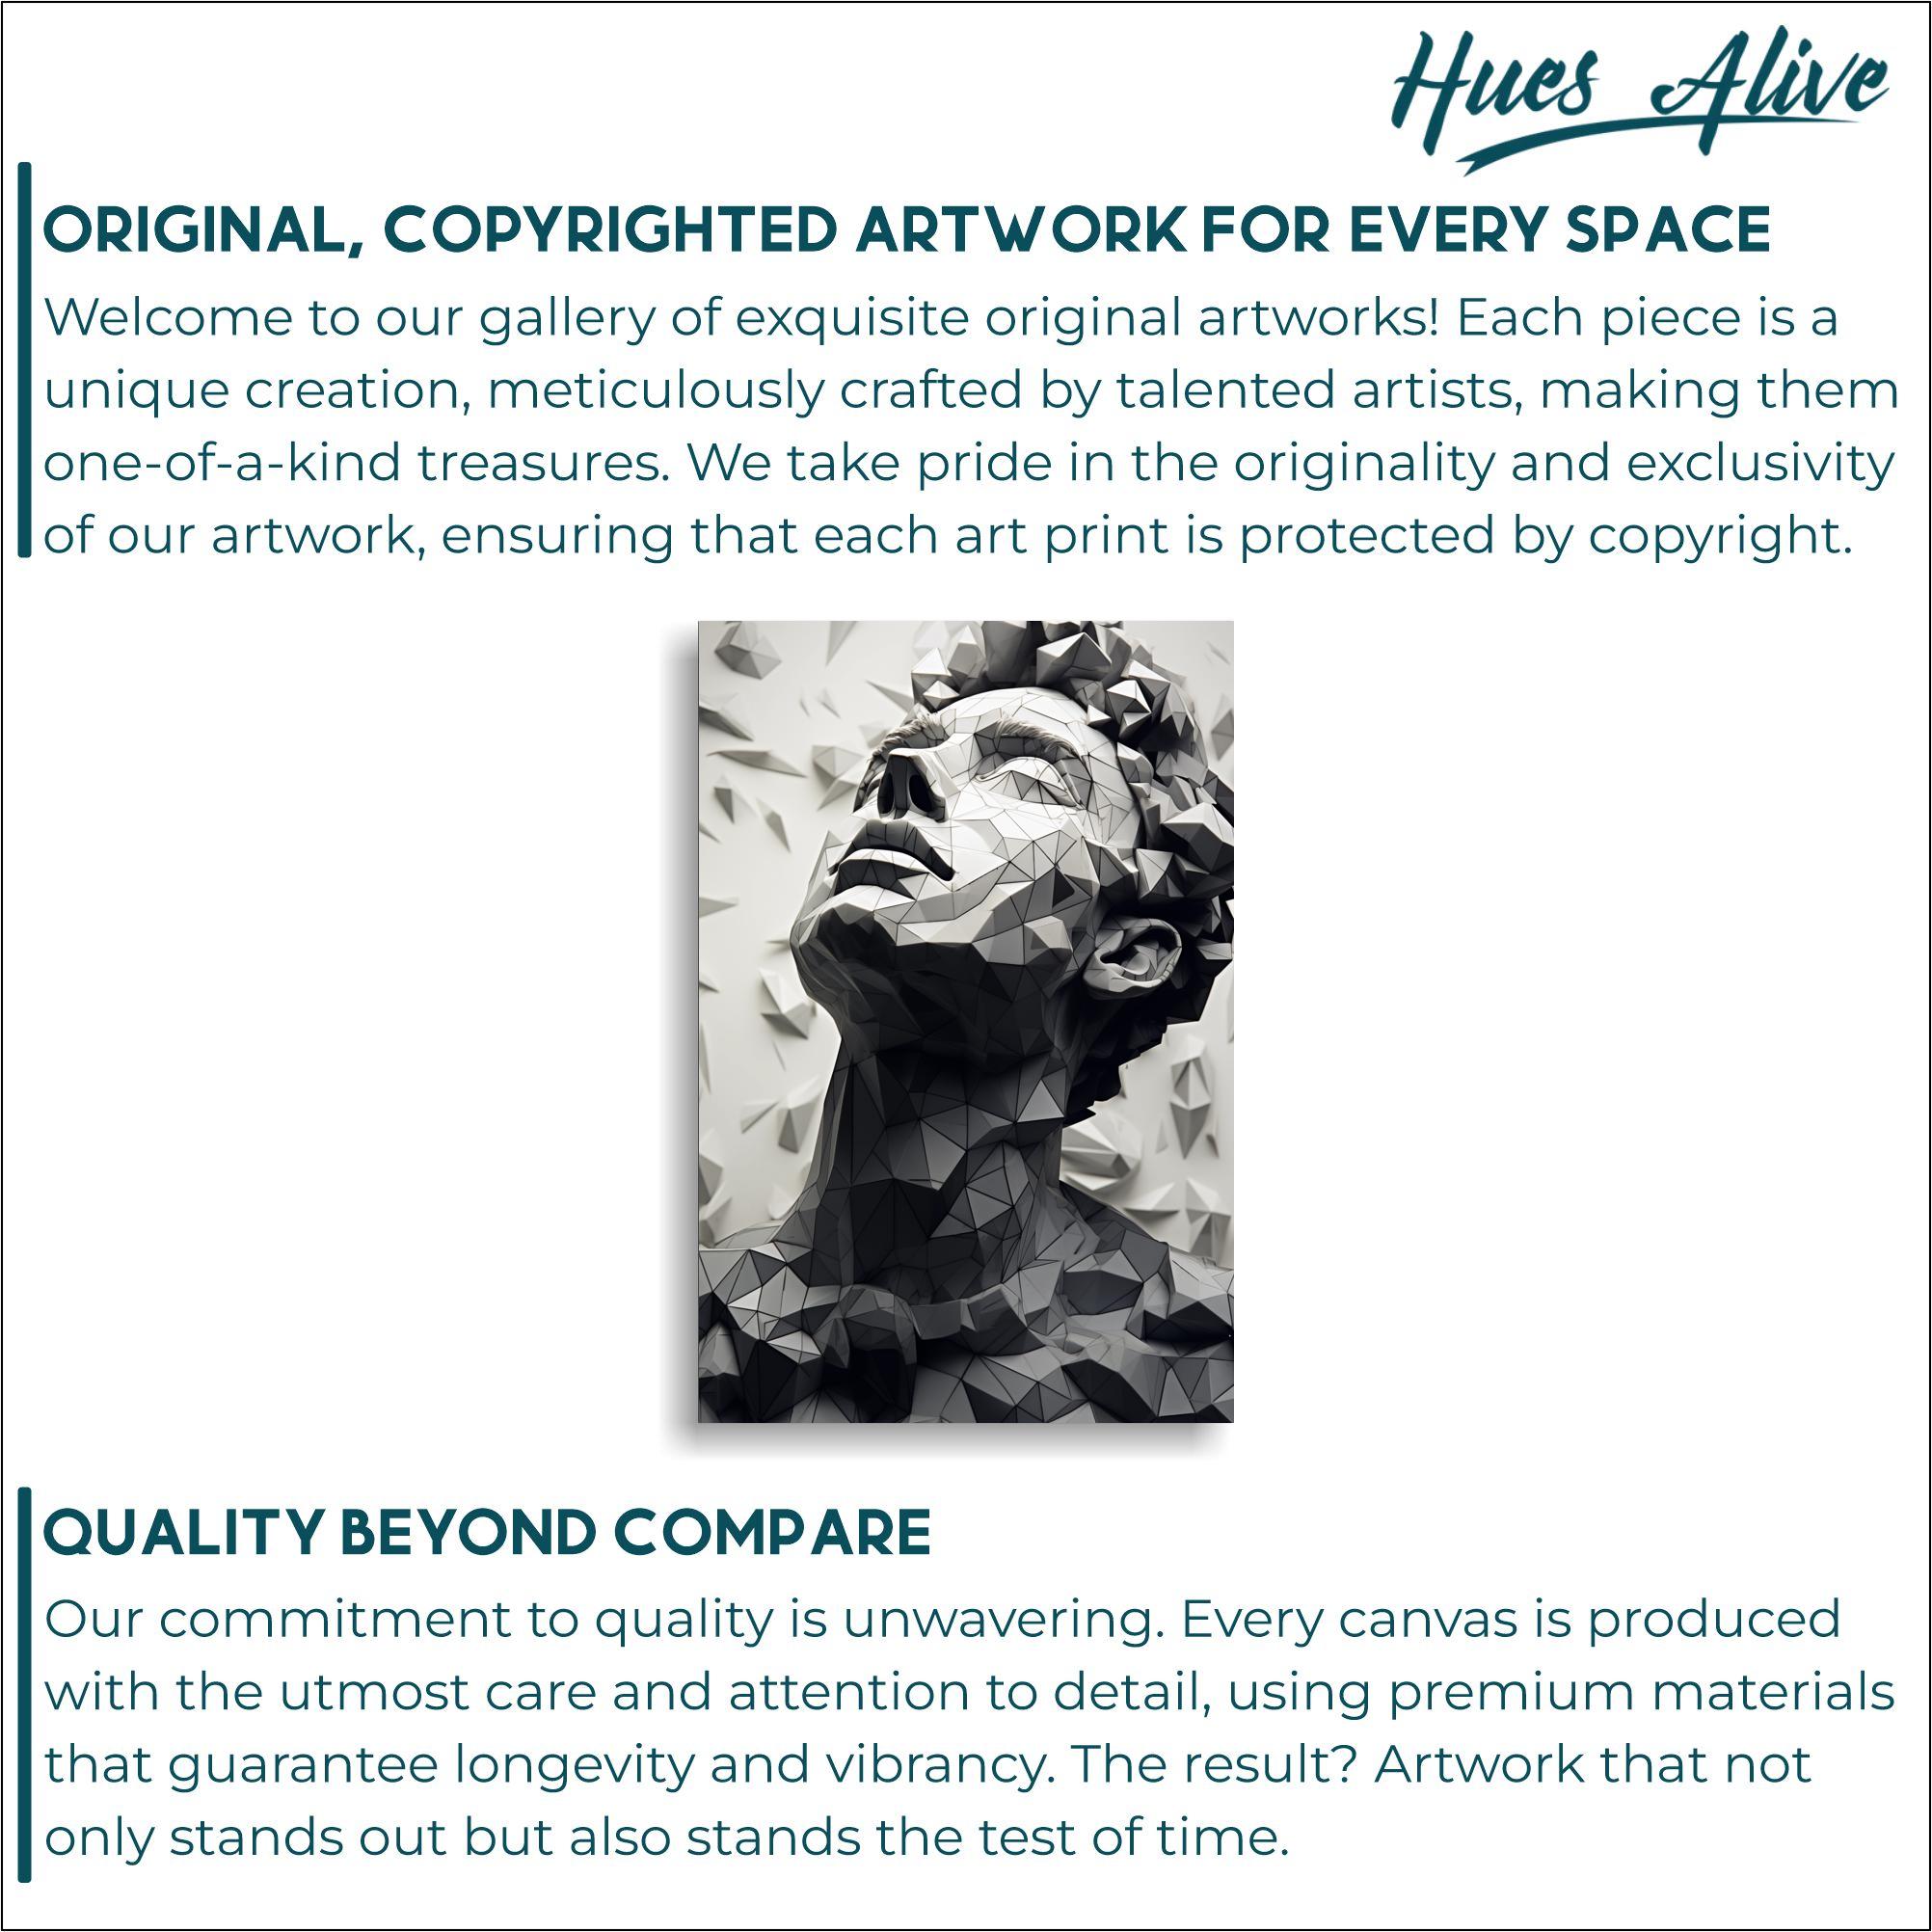 Hues Alive
ORIGINAL, COPYRIGHTED ARTWORK FOR EVERY SPACE
Welcome to our gallery of exquisite original artworks! Each piece is a
unique creation, meticulously crafted by talented artists, making them
one-of-a-kind treasures. We take pride in the originality and exclusivity
of our artwork, ensuring that each art print is protected by copyright.
QUALITY BEYOND COMPARE
Our commitment to quality is unwavering. Every canvas is produced
with the utmost care and attention to detail, using premium materials
that guarantee longevity and vibrancy. The result? Artwork that not
only stands out but also stands the test of time.